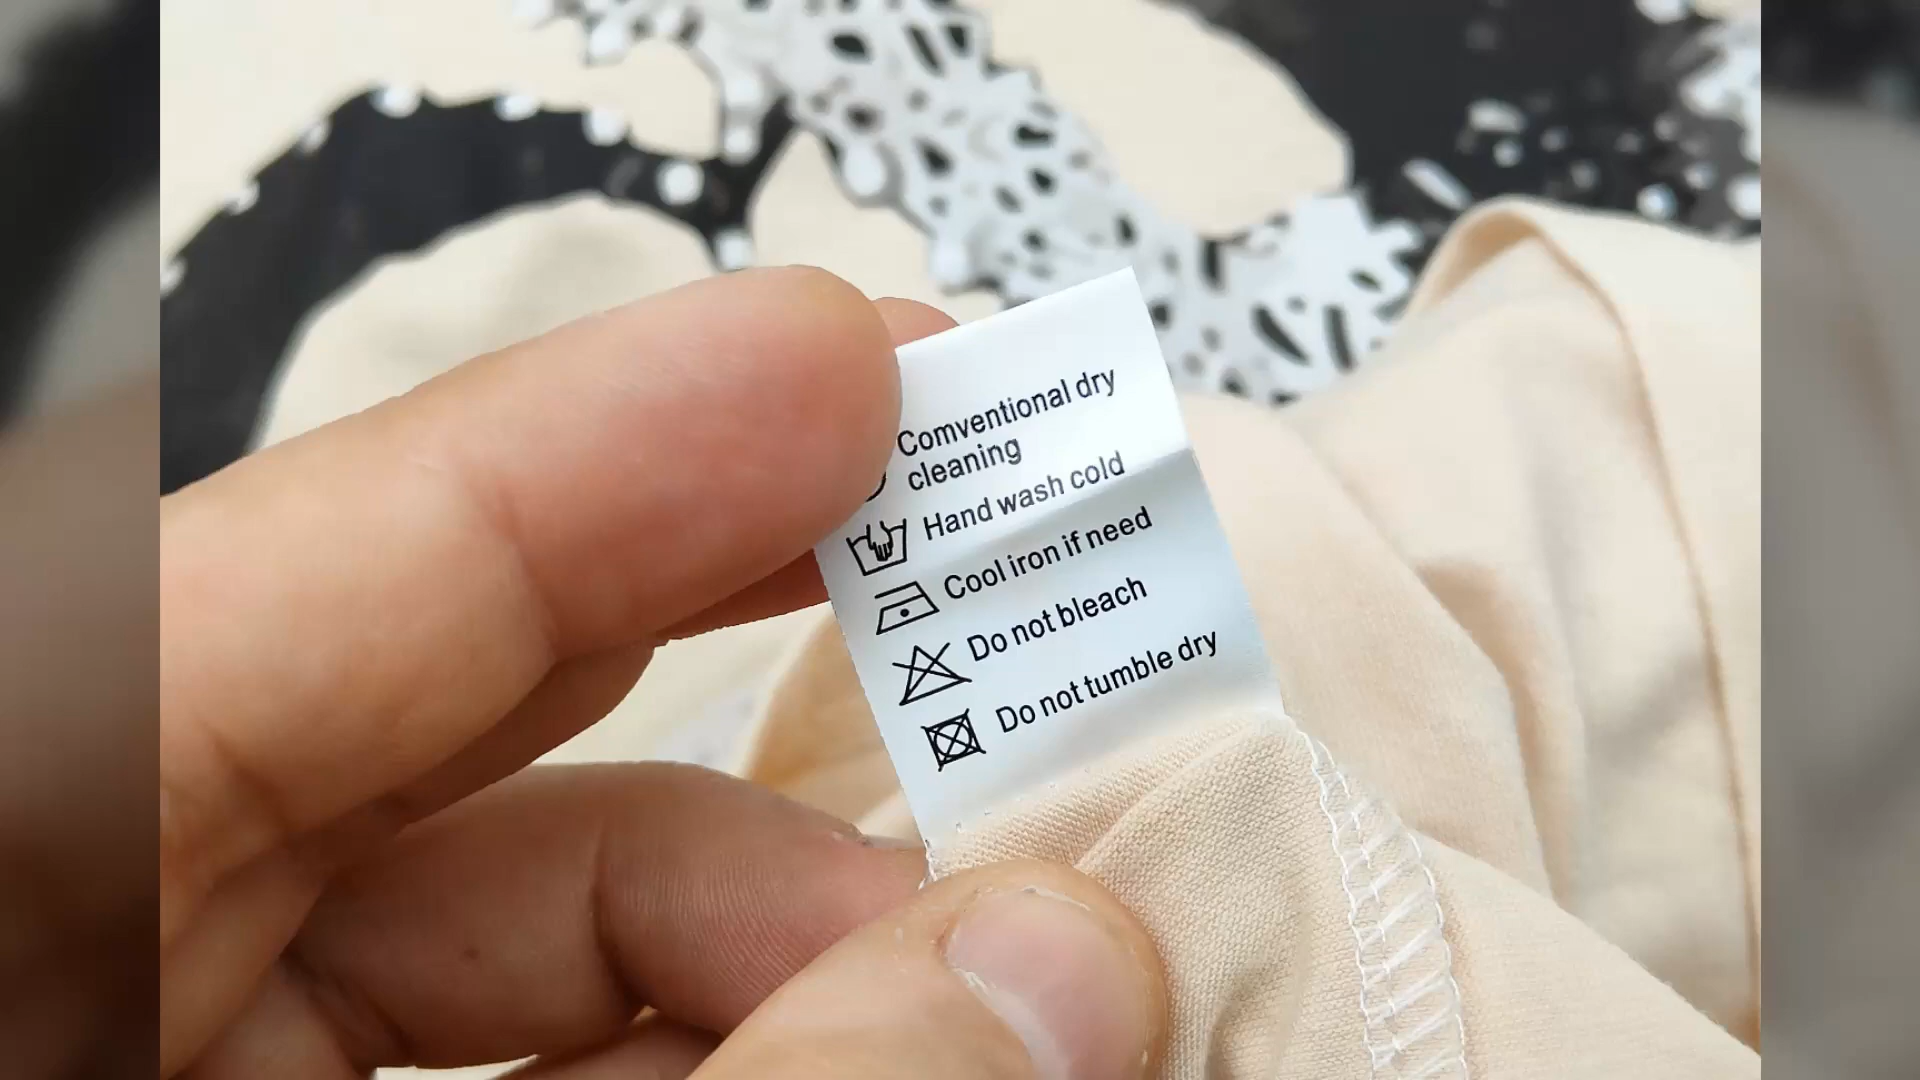 Comventional dry
cleaning
Hand wash cold
Cool iron if need
Do not bleach
Do not tumble dry